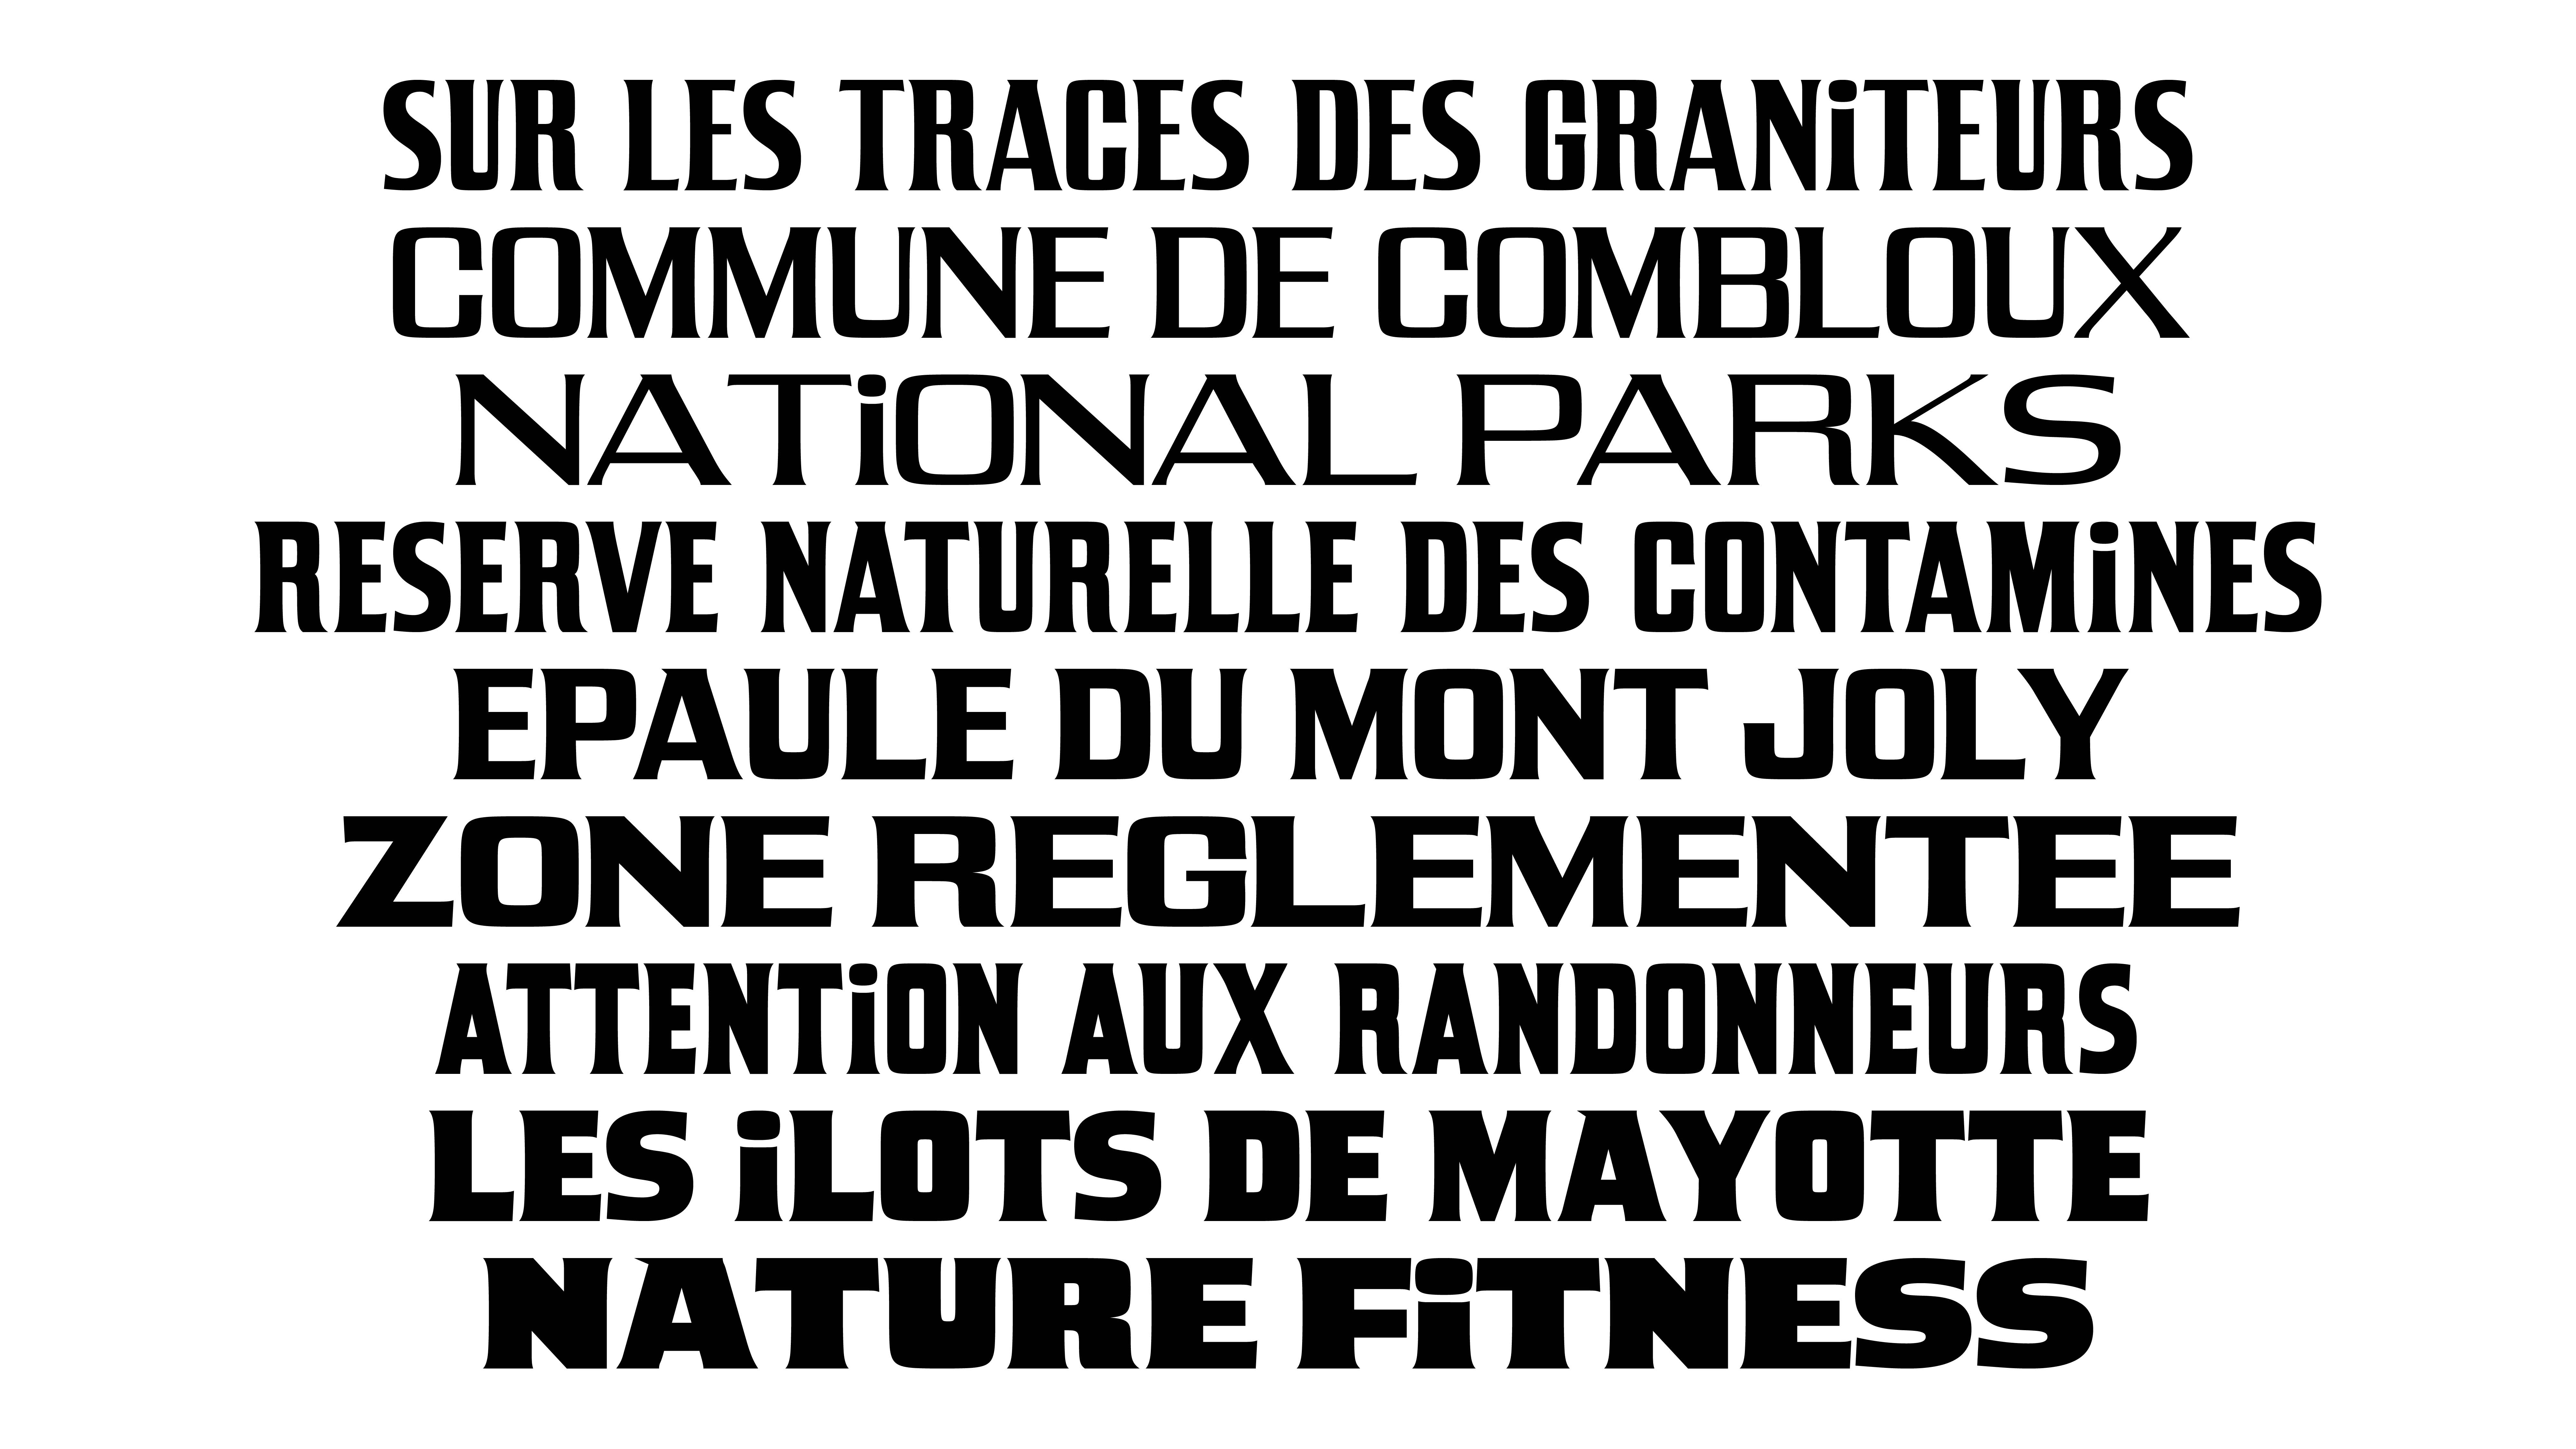 SUR LES TRACES DES GRANiTEURS
COMMUNE DE COMBLOUX
NATiONAL PARKS
RESERVE NATURELLE DES CONTAMiNES
EPAULE DU MONT JOLY
ZONE REGLEMENTEE
ATTENTiON AUX RANDONNEURS
LES iLOTS DE MAYOTTE
NATURE FiTNESS